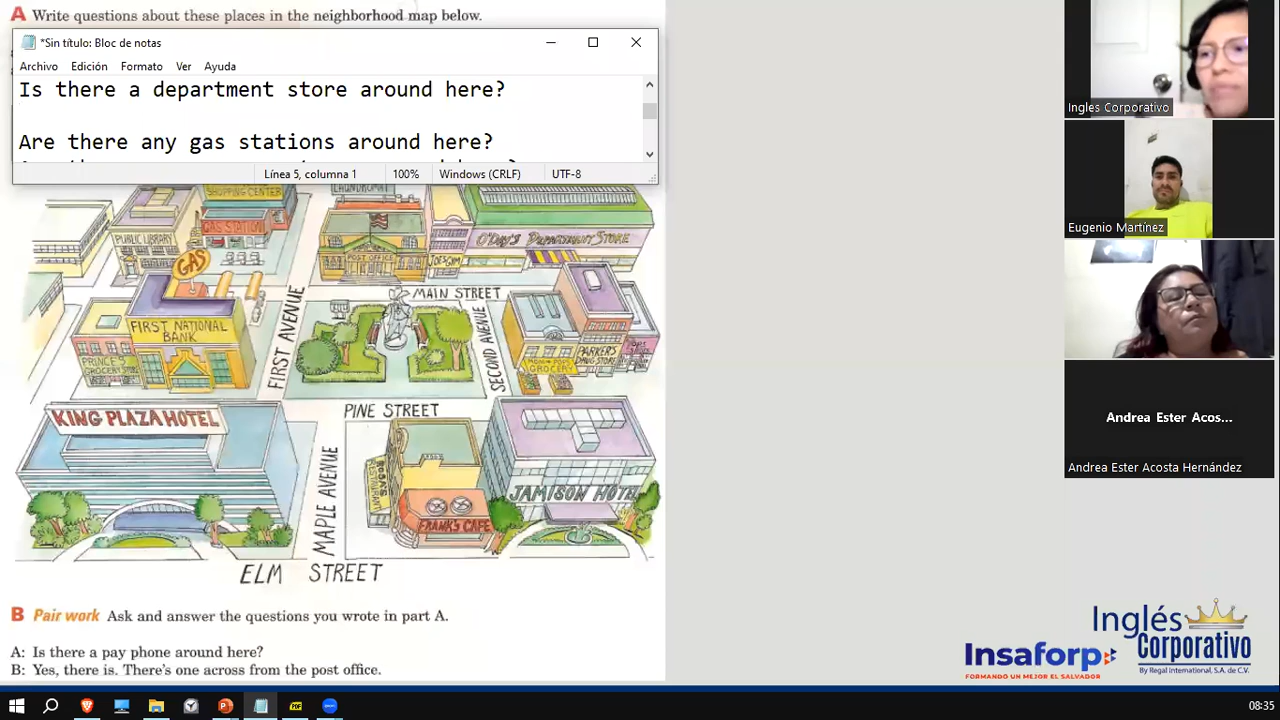 A Write questions about these places in the neighborhood map below.
*Sin título: Bloc de notas
Archivo Edición Formato Ver Ayuda
Is there a department store around here?
Are there any gas stations around here?
Línea 5, columna 1 100% Windows (CRLF) UTF-8
SHOPPING CENTER
LAUNDROMAT
PUBLIC LIBRARY
GAS STATION
POST OFFICE
JOE'S GYM
O'DAY'S DEPARTMENT STORE
GAS
MAIN STREET
FIRST NATIONAL
BANK
PRINCE'S
GROCERY STORE
FIRST AVENUE
SECOND AVENUE
MOM & POP'S
GROCERY
PARKER'S
DRUG STORE
KING PLAZA HOTEL
PINE STREET
MAPLE AVENUE
RESTAURANT
FRANK'S CAFE
JAMISON HOTEL
ELM STREET
B Pair work Ask and answer the questions you wrote in part A.
A: Is there a pay phone around here?
B: Yes, there is. There's one across from the post office.
Ingles Corporativo
Eugenio Martínez
Andrea Ester Acos...
Andrea Ester Acosta Hernández
Insaforp
FORMANDO UN MEJOR EL SALVADOR
Inglés
Corporativo
By Regal International, S.A. de C.V.
08:35